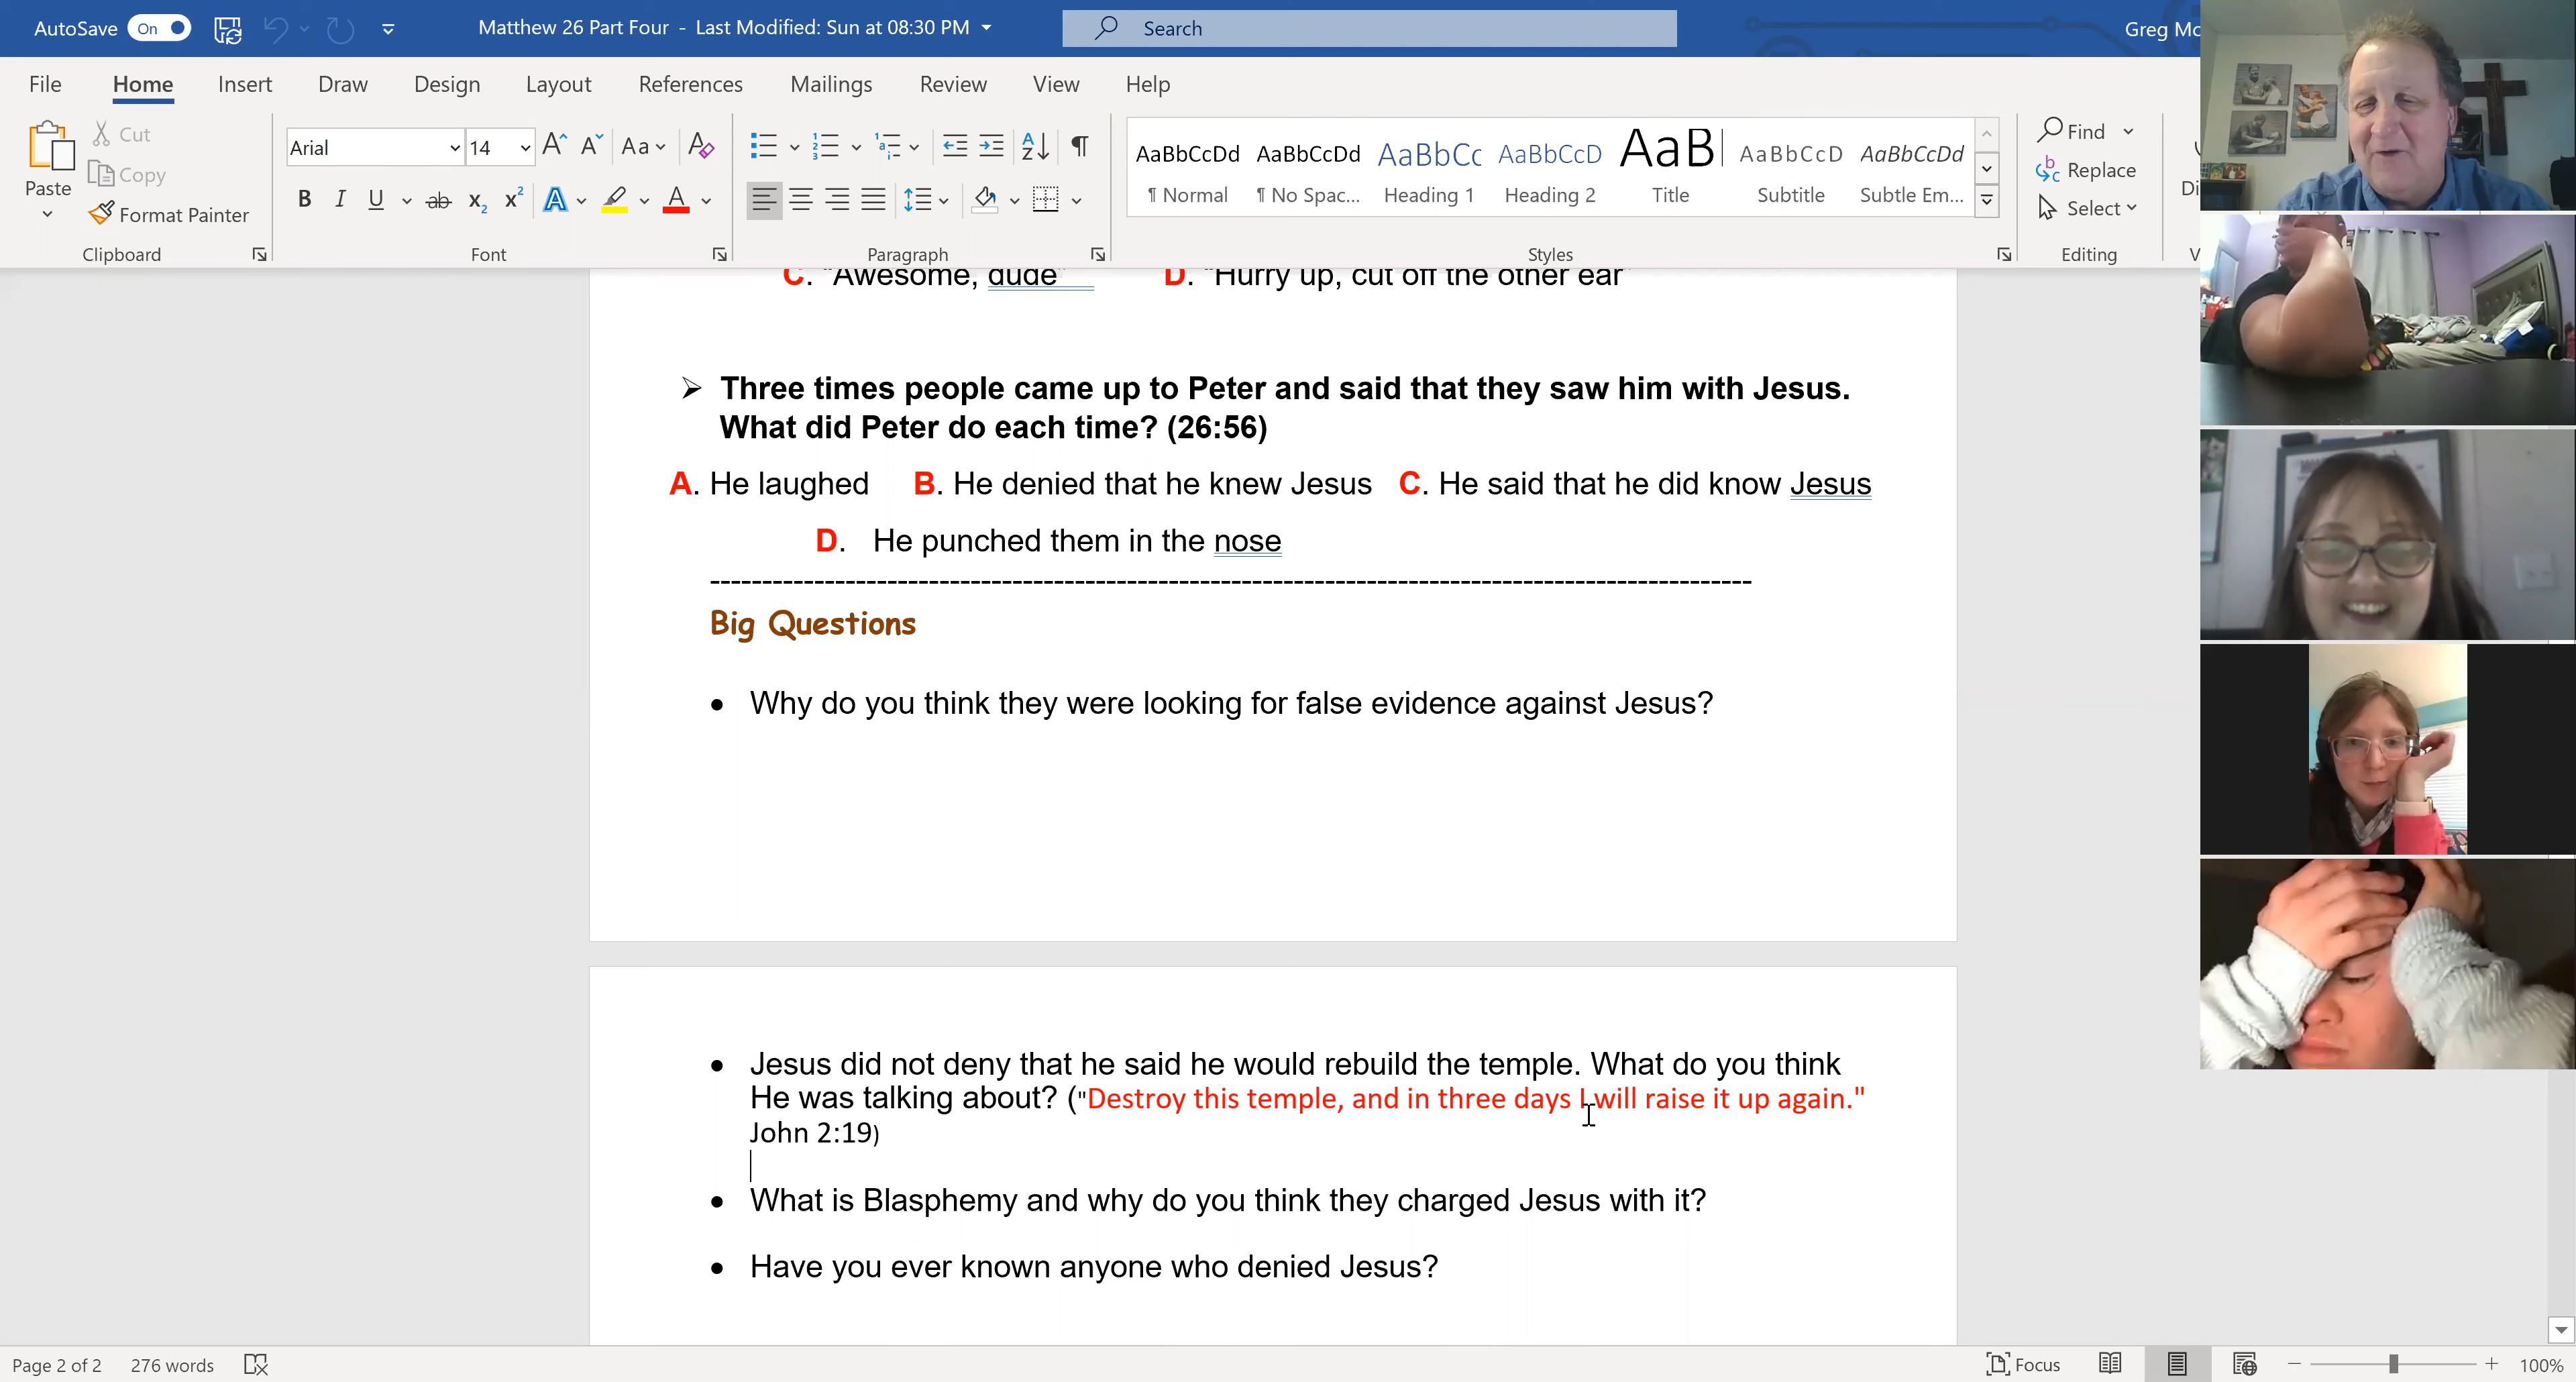 AutoSave On Matthew 26 Part Four - Last Modified: Sun at 08:30 PM Search Greg
File Home Insert Draw Design Layout References Mailings Review View Help
Paste
Cut
Copy
Format Painter
Clipboard
Arial 14
Font
Paragraph
AaBbCcDd AaBbCcDd AaBbCc AaBbCcD AaB AaBbCcD AaBbCcDd
¶ Normal ¶ No Spac... Heading 1 Heading 2 Title Subtitle Subtle Em...
Styles
Find
Replace
Select
Editing
C. "Awesome, dude" D. "Hurry up, cut off the other ear"
➢ Three times people came up to Peter and said that they saw him with Jesus.
What did Peter do each time? (26:56)
A. He laughed B. He denied that he knew Jesus C. He said that he did know Jesus
D. He punched them in the nose
----------------------------------------------------------------------------------------------------
Big Questions
• Why do you think they were looking for false evidence against Jesus?
• Jesus did not deny that he said he would rebuild the temple. What do you think
He was talking about? ("Destroy this temple, and in three days I will raise it up again."
John 2:19)
• What is Blasphemy and why do you think they charged Jesus with it?
• Have you ever known anyone who denied Jesus?
Page 2 of 2 276 words Focus 100%